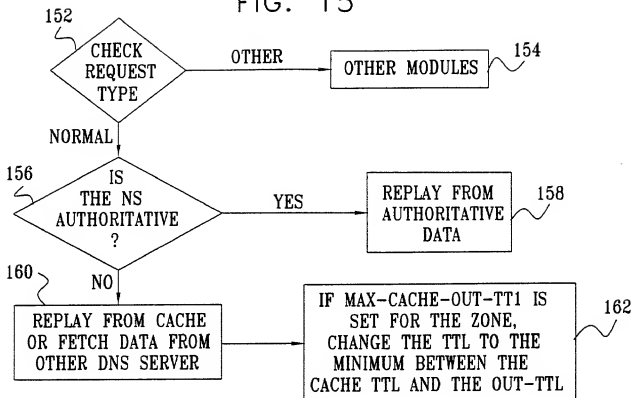 FIG. 15
152
CHECK
REQUEST
TYPE
OTHER
OTHER MODULES
154
NORMAL
156
IS
THE NS
AUTHORITATIVE
?
YES
REPLAY FROM
AUTHORITATIVE
DATA
158
NO
160
REPLAY FROM CACHE
OR FETCH DATA FROM
OTHER DNS SERVER
IF MAX-CACHE-OUT-TT1 IS
SET FOR THE ZONE,
CHANGE THE TTL TO THE
MINIMUM BETWEEN THE
CACHE TTL AND THE OUT-TTL
162